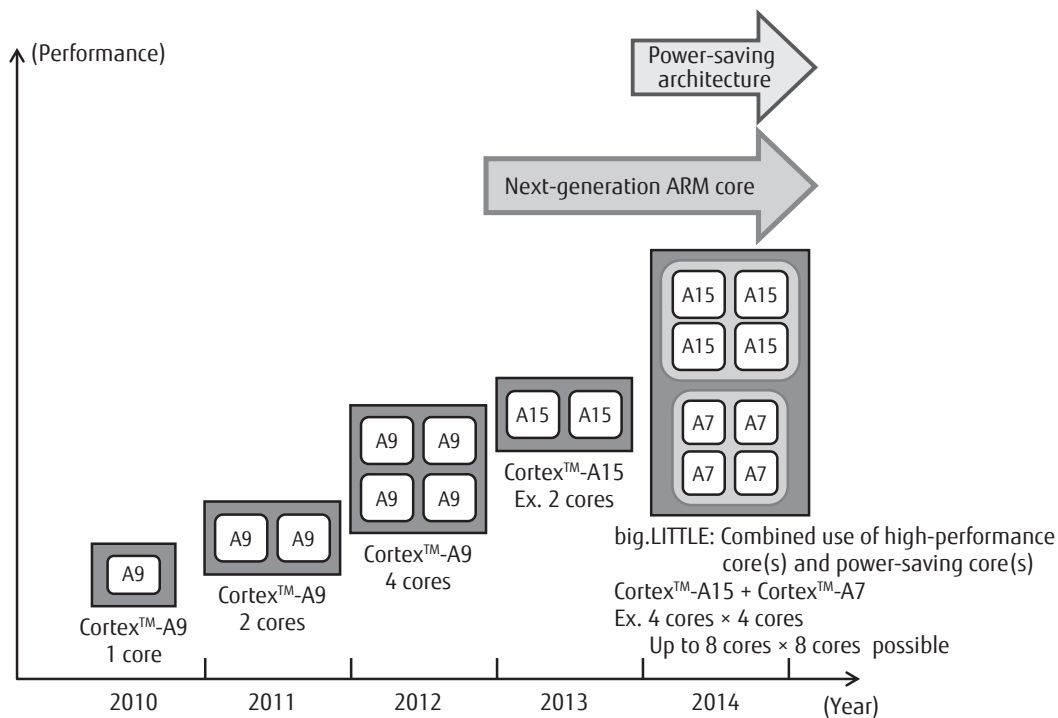 (Performance)
Power-saving
architecture
Next-generation ARM core
A15 A15
A15 A15
A7 A7
A7 A7
A15 A15
Cortex™-A15
Ex. 2 cores
A9 A9
A9 A9
Cortex™-A9
4 cores
A9 A9
Cortex™-A9
2 cores
A9
Cortex™-A9
1 core
big.LITTLE: Combined use of high-performance
core(s) and power-saving core(s)
Cortex™-A15 + Cortex™-A7
Ex. 4 cores × 4 cores
Up to 8 cores × 8 cores possible
2010 2011 2012 2013 2014 (Year)